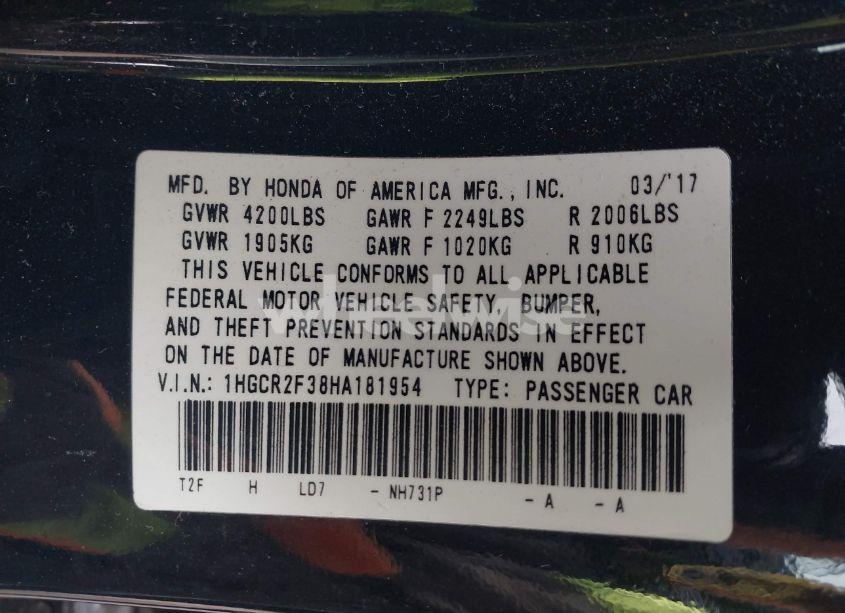 MFD. BY HONDA OF AMERICA MFG., INC. 03/'17
GVWR 4200LBS GAWR F 2249LBS R 2006LBS
GVWR 1905KG GAWR F 1020KG R 910KG
THIS VEHICLE CONFORMS TO ALL APPLICABLE
FEDERAL MOTOR VEHICLE SAFETY, BUMPER,
wheelwise
AND THEFT PREVENTION STANDARDS IN EFFECT
ON THE DATE OF MANUFACTURE SHOWN ABOVE.
V.I.N.: 1HGCR2F38HA181954 TYPE: PASSENGER CAR
T2F H LD7 - NH731P - A - A